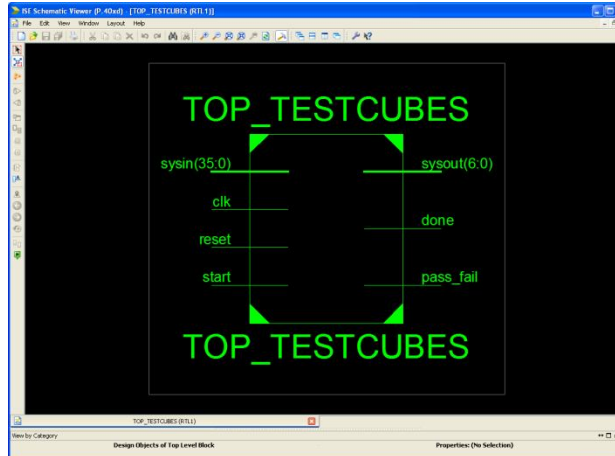 ISE Schematic Viewer (P.40xd) - [TOP_TESTCUBES (RTL1)]
File Edit View Window Layout Help
TOP_TESTCUBES
sysin(35:0) sysout(6:0)
clk
done
reset
start pass_fail
TOP_TESTCUBES
TOP_TESTCUBES (RTL1)
View by Category
Design Objects of Top Level Block Properties: (No Selection)